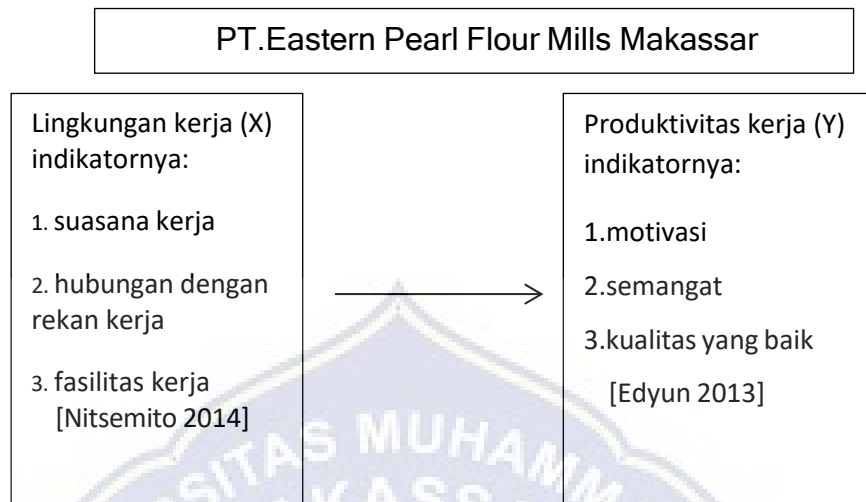 PT.Eastern Pearl Flour Mills Makassar
Lingkungan kerja (X)
indikatornya:
1. suasana kerja
2. hubungan dengan
rekan kerja
3. fasilitas kerja
[Nitsemito 2014]
Produktivitas kerja (Y)
indikatornya:
1.motivasi
2.semangat
3.kualitas yang baik
[Edyun 2013]